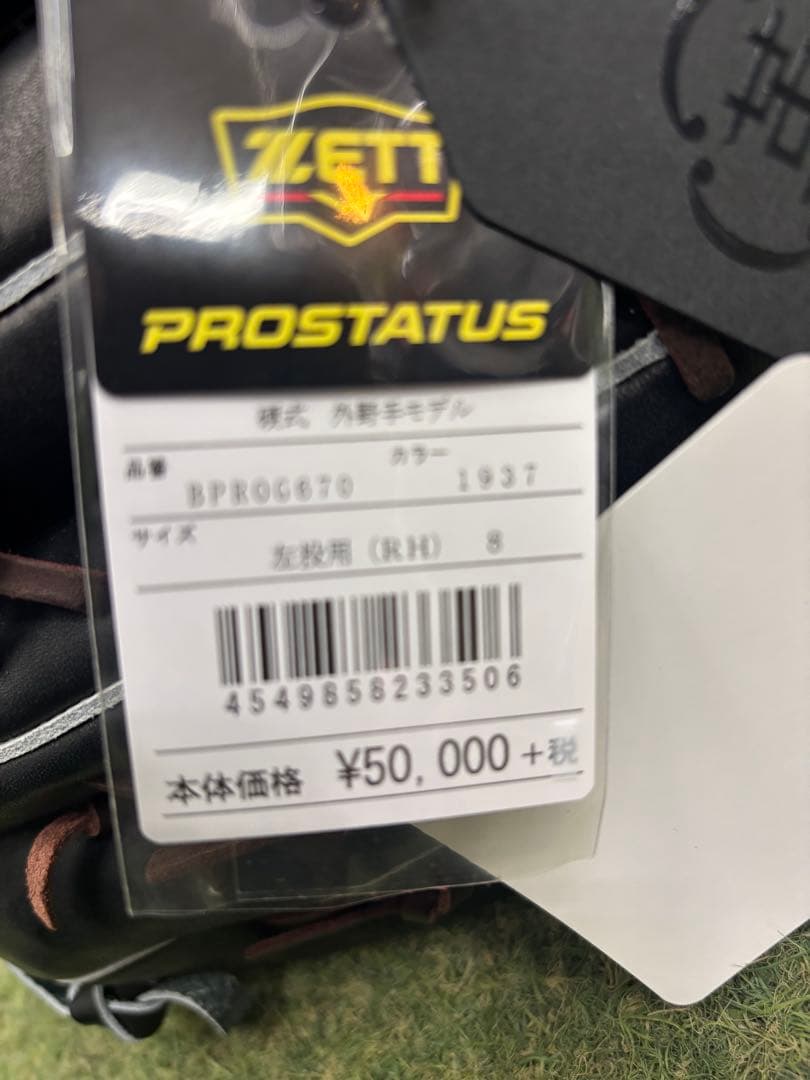 ZETT
PROSTATUS
硬式 外野手モデル
品番 カラー
BPROG670 1937
サイズ
左投用(RH) 8
4549858233506
本体価格 ¥50,000+税